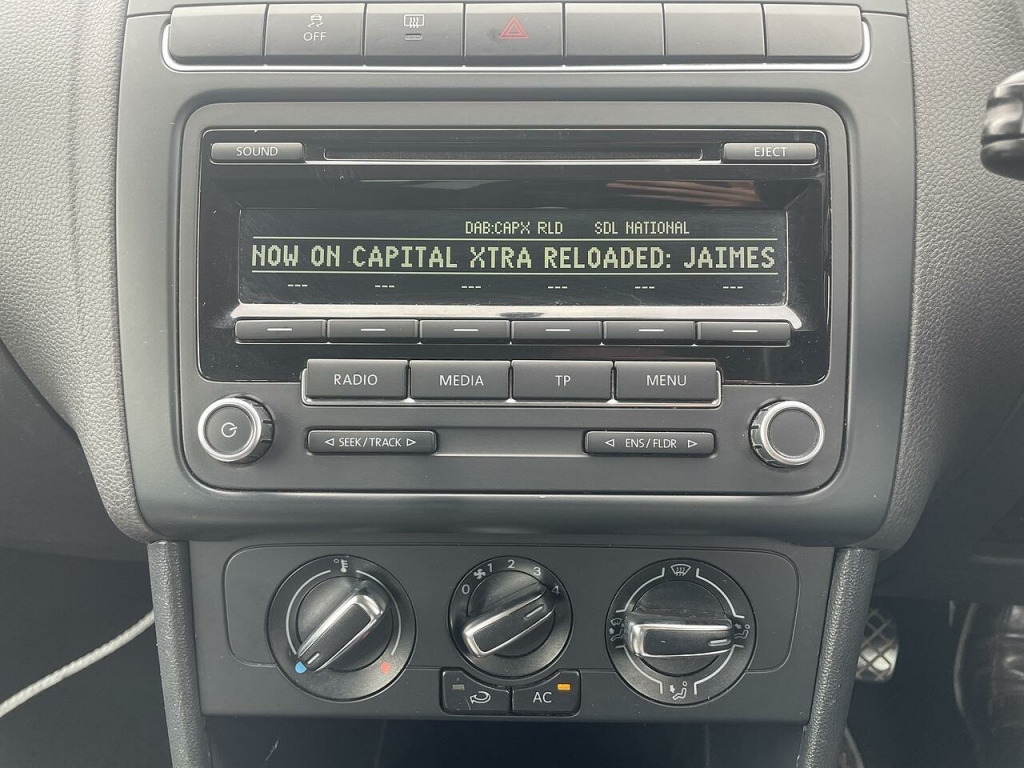 OFF
SOUND
EJECT
DAB:CAPX RLD SDL NATIONAL
NOW ON CAPITAL XTRA RELOADED: JAIMES
--- --- --- --- --- ---
RADIO MEDIA TP MENU
SEEK/TRACK ENS/FLDR
0 1 2 3 4
AC